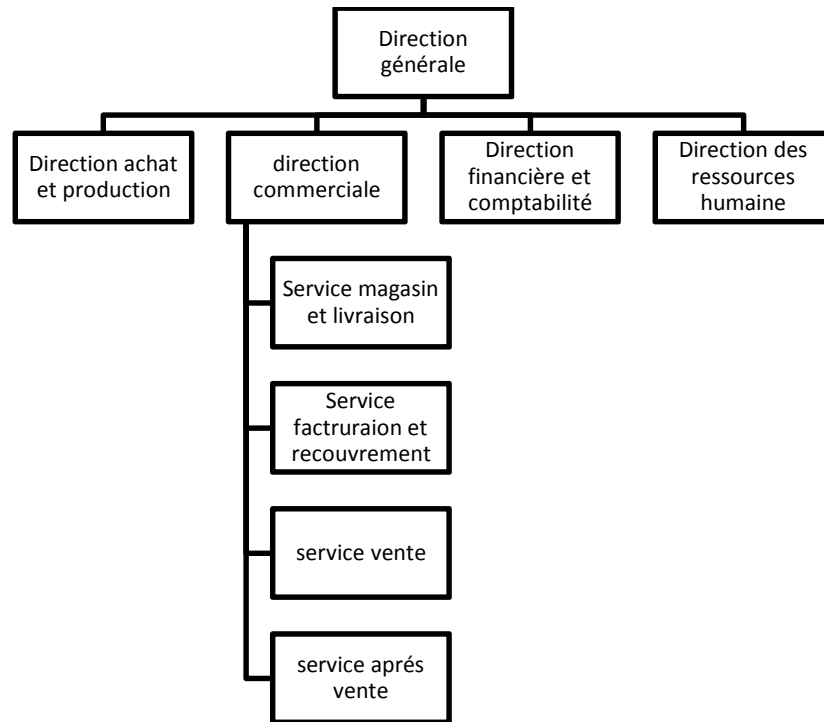 Direction
générale
Direction achat
et production
direction
commerciale
Direction
financière et
comptabilité
Direction des
ressources
humaine
Service magasin
et livraison
Service
factruraion et
recouvrement
service vente
service aprés
vente